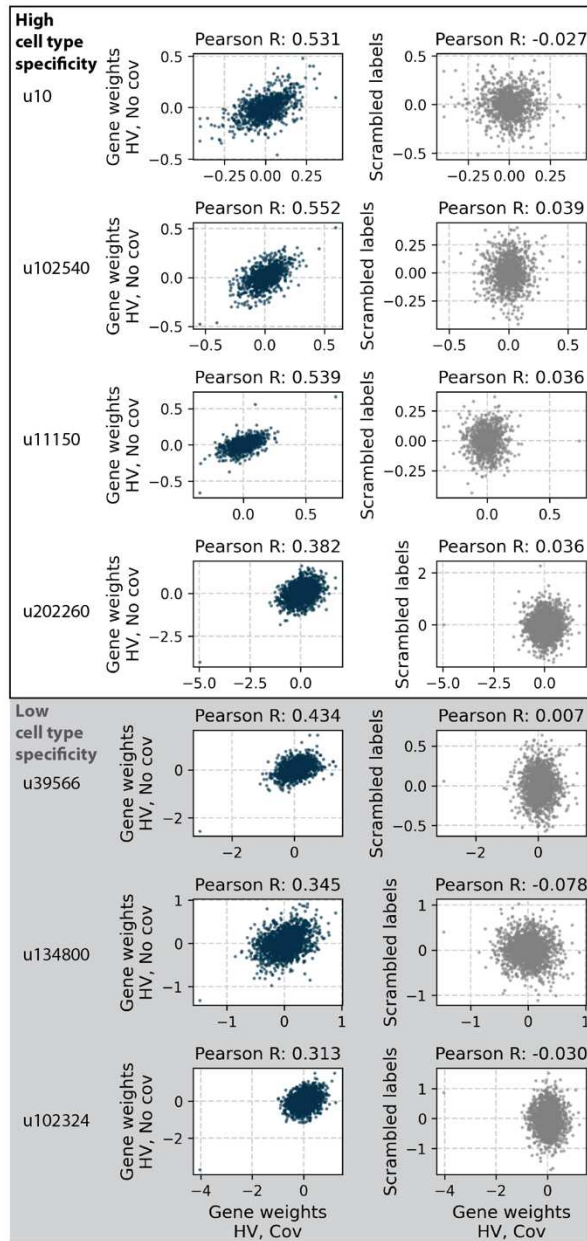 High
cell type
specificity
u10
Pearson R: 0.531
Gene weights
HV, No cov
0.5
0.0
−0.5
−0.25 0.00 0.25
Pearson R: -0.027
Scrambled labels
0.5
0.0
−0.5
−0.25 0.00 0.25
u102540
Pearson R: 0.552
Gene weights
HV, No cov
0.5
0.0
−0.5
−0.5 0.0 0.5
Pearson R: 0.039
Scrambled labels
0.25
0.00
−0.25
−0.5 0.0 0.5
u11150
Pearson R: 0.539
Gene weights
HV, No cov
0.5
0.0
−0.5
0.0 0.5
Pearson R: 0.036
Scrambled labels
0.25
0.00
−0.25
0.0 0.5
u202260
Pearson R: 0.382
Gene weights
HV, No cov
0.0
−2.5
−5.0 −2.5 0.0
Pearson R: 0.036
Scrambled labels
2
0
−5.0 −2.5 0.0
Low
cell type
specificity
u39566
Pearson R: 0.434
Gene weights
HV, No cov
0
−2
−2 0
Pearson R: 0.007
Scrambled labels
0.5
0.0
−0.5
−2 0
u134800
Pearson R: 0.345
Gene weights
HV, No cov
1
0
−1
−1 0 1
Pearson R: -0.078
Scrambled labels
1
0
−1
−1 0 1
u102324
Pearson R: 0.313
Gene weights
HV, No cov
0
−2
−4 −2 0
Gene weights
HV, Cov
Pearson R: -0.030
Scrambled labels
1
0
−1
−4 −2 0
Gene weights
HV, Cov